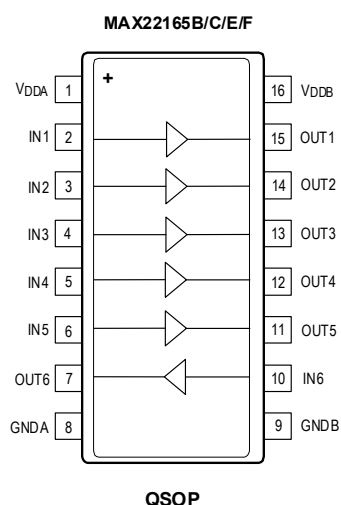 MAX22165B/C/E/F
+
VDDA 1 16 VDDB
IN1 2 15 OUT1
IN2 3 14 OUT2
IN3 4 13 OUT3
IN4 5 12 OUT4
IN5 6 11 OUT5
OUT6 7 10 IN6
GNDA 8 9 GNDB
QSOP